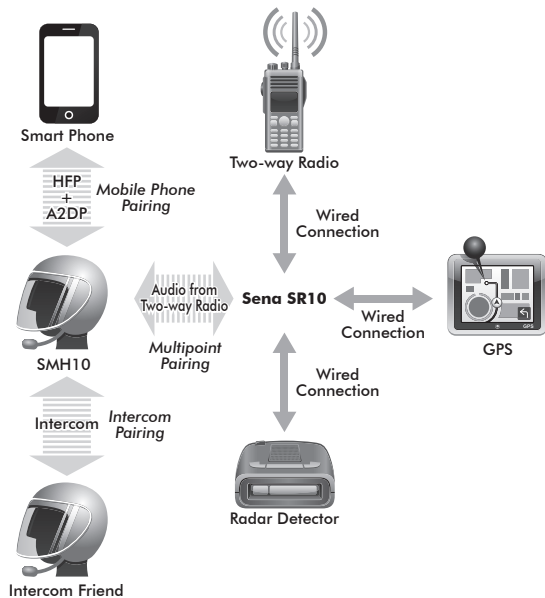 Smart Phone
Two-way Radio
HFP
+
A2DP
Mobile Phone
Pairing
Wired
Connection
Audio from
Two-way Radio
Sena SR10
Wired
Connection
GPS
GPS
SMH10
Multipoint
Pairing
Wired
Connection
Intercom
Intercom
Pairing
Radar Detector
Intercom Friend